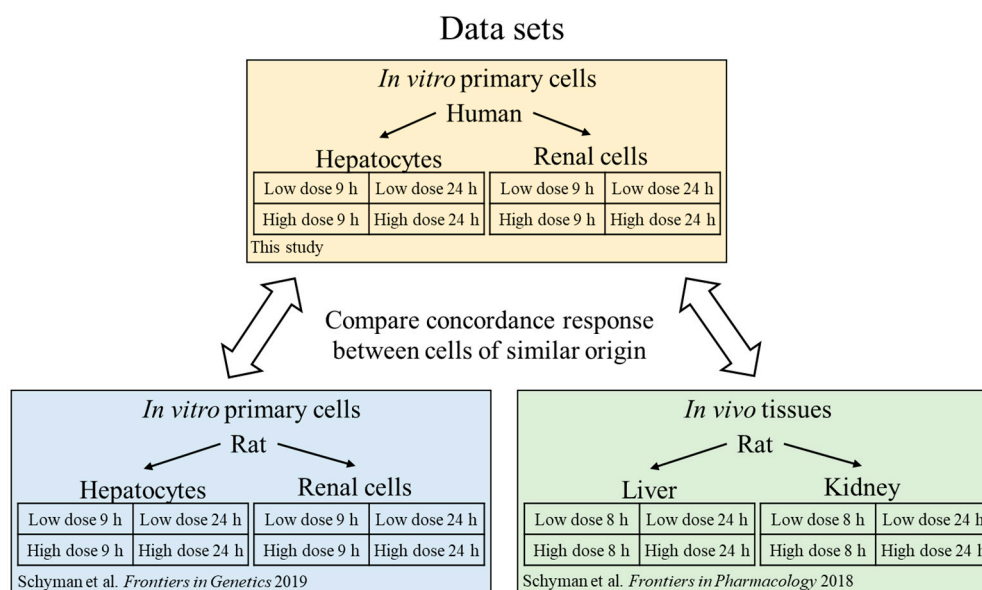 Data sets
In vitro primary cells
Human
Hepatocytes
Renal cells
Low dose 9 h Low dose 24 h Low dose 9 h Low dose 24 h
High dose 9 h High dose 24 h High dose 9 h High dose 24 h
This study
Compare concordance response
between cells of similar origin
In vitro primary cells
Rat
Hepatocytes
Renal cells
Low dose 9 h Low dose 24 h Low dose 9 h Low dose 24 h
High dose 9 h High dose 24 h High dose 9 h High dose 24 h
Schyman et al. Frontiers in Genetics 2019
In vivo tissues
Rat
Liver
Kidney
Low dose 8 h Low dose 24 h Low dose 8 h Low dose 24 h
High dose 8 h High dose 24 h High dose 8 h High dose 24 h
Schyman et al. Frontiers in Pharmacology 2018